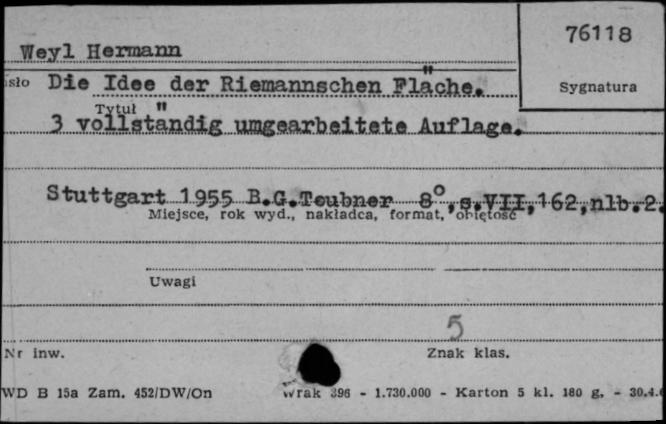 76118
Weyl Hermann
Sygnatura
sło Die Idee der Riemannschen Fläche.
Tytuł
3 vollständig umgearbeitete Auflage.
Stuttgart 1955 B.G.Teubner 8°,s.VII,162,nlb.2.
Miejsce, rok wyd., nakładca, format, objętość
Uwagi
5
Nr inw. Znak klas.
WD B 15a Zam. 452/DW/On Wrak 396 - 1.730.000 - Karton 5 kl. 180 g. - 30.4.